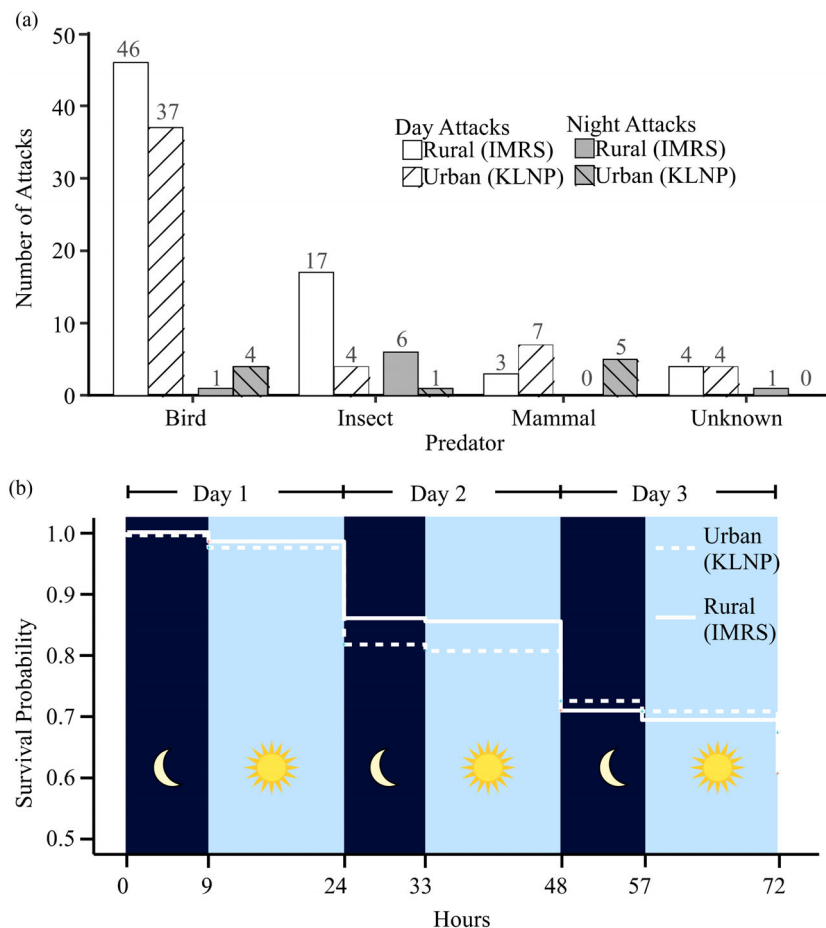 (a)
50
40
30
20
10
0
Number of Attacks
46
37
1
4
17
4
6
1
3
7
0
5
4
4
1
0
Day Attacks
Rural (IMRS)
Urban (KLNP)
Night Attacks
Rural (IMRS)
Urban (KLNP)
Bird Insect Mammal Unknown
Predator
(b)
Day 1 Day 2 Day 3
1.0
0.9
0.8
0.7
0.6
0.5
Survival Probability
Urban
(KLNP)
Rural
(IMRS)
0 9 24 33 48 57 72
Hours